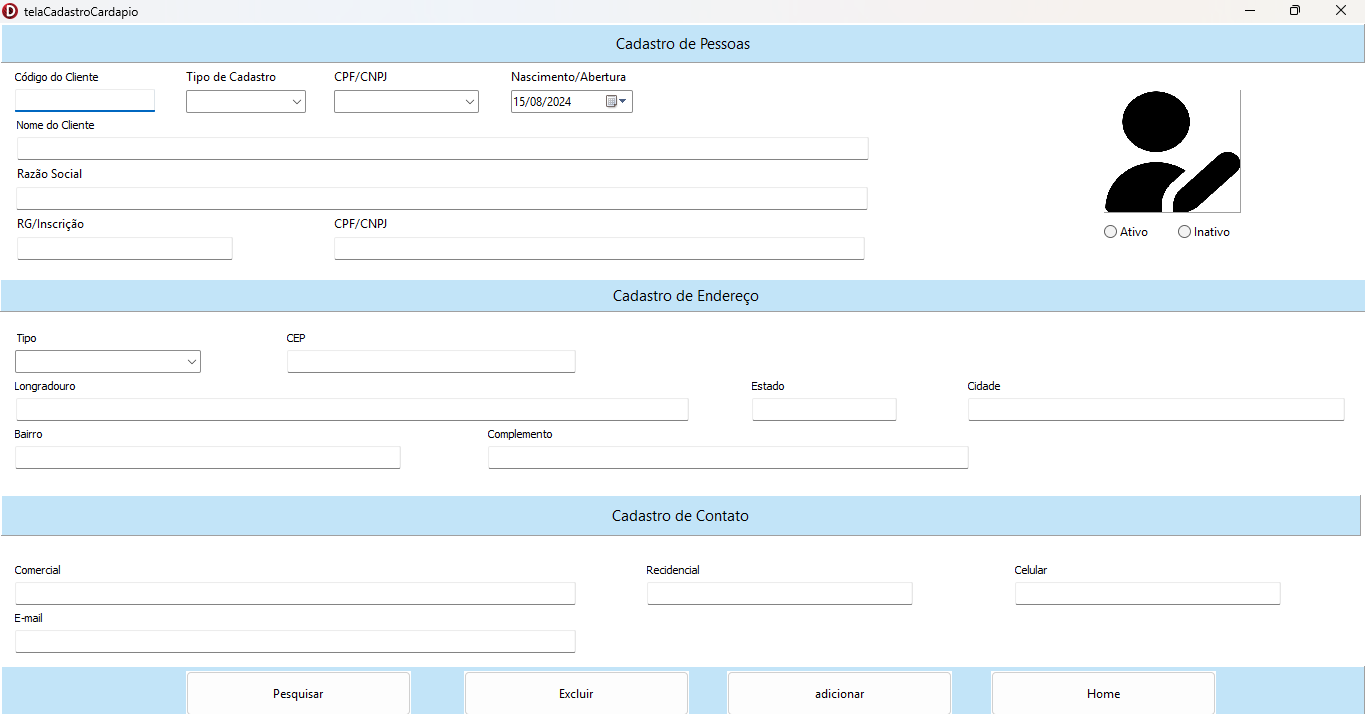 telaCadastroCardapio
Cadastro de Pessoas
Código do Cliente Tipo de Cadastro CPF/CNPJ Nascimento/Abertura
15/08/2024
Nome do Cliente
Razão Social
RG/Inscrição CPF/CNPJ
Ativo Inativo
Cadastro de Endereço
Tipo CEP
Longradouro Estado Cidade
Bairro Complemento
Cadastro de Contato
Comercial Recidencial Celular
E-mail
Pesquisar Excluir adicionar Home